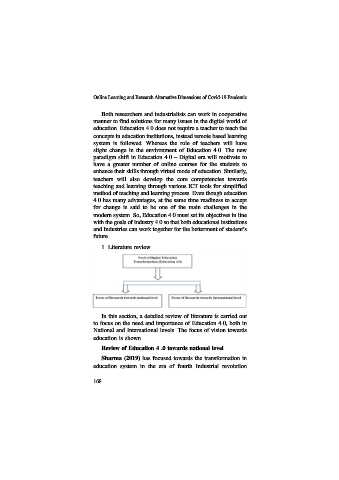 Online Learning and Research Alternative Dimensions of Covid-19 Pandemic
Both researchers and industrialists can work in cooperative
manner to find solutions for many issues in the digital world of
education. Education 4.0 does not require a teacher to teach the
concepts in education institutions, instead remote based learning
system is followed. Whereas the role of teachers will have
slight change in the environment of Education 4.0. The new
paradigm shift in Education 4.0 – Digital era will motivate to
have a greater number of online courses for the students to
enhance their skills through virtual mode of education. Similarly,
teachers will also develop the core competencies towards
teaching and learning through various ICT tools for simplified
method of teaching and learning process. Even though education
4.0 has many advantages, at the same time readiness to accept
for change is said to be one of the main challenges in the
modern system. So, Education 4.0 must set its objectives in line
with the goals of Industry 4.0 so that both educational institutions
and Industries can work together for the betterment of student's
future.
1 Literature review
Focus of Research towards national level
Focus of Research towards International level
In this section, a detailed review of literature is carried out
to focus on the need and importance of Education 4.0, both in
National and International levels. The focus of vision towards
education is shown
Review of Education 4 .0 towards national level
Sharma (2019) has focused towards the transformation in
education system in the era of fourth industrial revolution
168